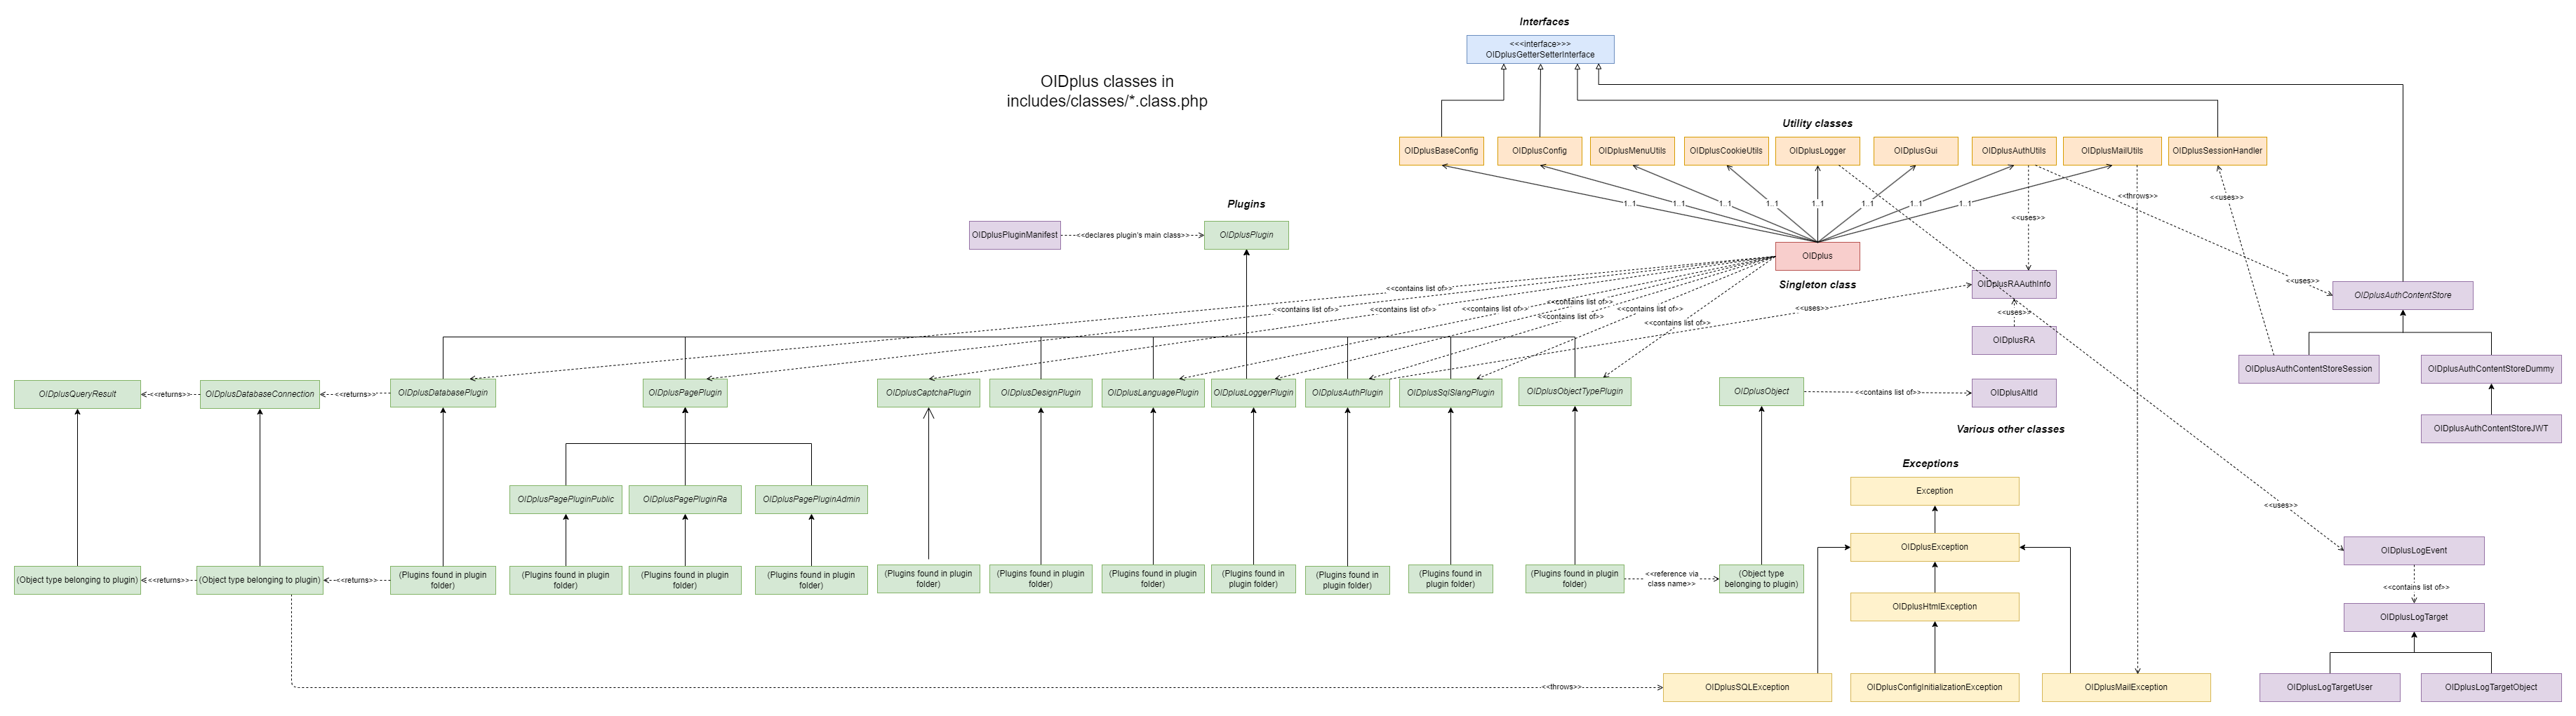 Interfaces
<<<interface>>>
OIDplusGetterSetterInterface
OIDplus classes in
includes/classes/*.class.php
Utility classes
OIDplusBaseConfig
OIDplusConfig
OIDplusMenuUtils
OIDplusCookieUtils
OIDplusLogger
OIDplusGui
OIDplusAuthUtils
OIDplusMailUtils
OIDplusSessionHandler
<<throws>>
<<uses>>
Plugins
1..1
1..1
1..1
1..1
1..1
1..1
1..1
1..1
<<uses>>
OIDplusPluginManifest
<<declares plugin's main class>>
OIDplusPlugin
OIDplus
Singleton class
OIDplusRAAuthInfo
<<uses>>
OIDplusAuthContentStore
<<contains list of>>
<<contains list of>>
<<contains list of>>
<<contains list of>>
<<contains list of>>
<<contains list of>>
<<contains list of>>
<<contains list of>>
<<uses>>
<<uses>>
OIDplusRA
OIDplusAuthContentStoreSession
OIDplusAuthContentStoreDummy
OIDplusQueryResult
<<returns>>
OIDplusDatabaseConnection
<<returns>>
OIDplusDatabasePlugin
OIDplusPagePlugin
OIDplusCaptchaPlugin
OIDplusDesignPlugin
OIDplusLanguagePlugin
OIDplusLoggerPlugin
OIDplusAuthPlugin
OIDplusSqlSlangPlugin
OIDplusObjectTypePlugin
OIDplusObject
<<contains list of>>
OIDplusAltId
Various other classes
OIDplusAuthContentStoreJWT
Exceptions
Exception
OIDplusPagePluginPublic
OIDplusPagePluginRa
OIDplusPagePluginAdmin
<<uses>>
OIDplusException
OIDplusLogEvent
(Object type belonging to plugin)
<<returns>>
(Object type belonging to plugin)
<<returns>>
(Plugins found in plugin
folder)
(Plugins found in plugin
folder)
(Plugins found in plugin
folder)
(Plugins found in plugin
folder)
(Plugins found in plugin
folder)
(Plugins found in plugin
folder)
(Plugins found in plugin
folder)
(Plugins found in
plugin folder)
(Plugins found in
plugin folder)
(Plugins found in
plugin folder)
(Plugins found in plugin
folder)
<<reference via
class name>>
(Object type
belonging to plugin)
<<contains list of>>
OIDplusHtmlException
OIDplusLogTarget
<<throws>>
OIDplusSQLException
OIDplusConfigInitializationException
OIDplusMailException
OIDplusLogTargetUser
OIDplusLogTargetObject